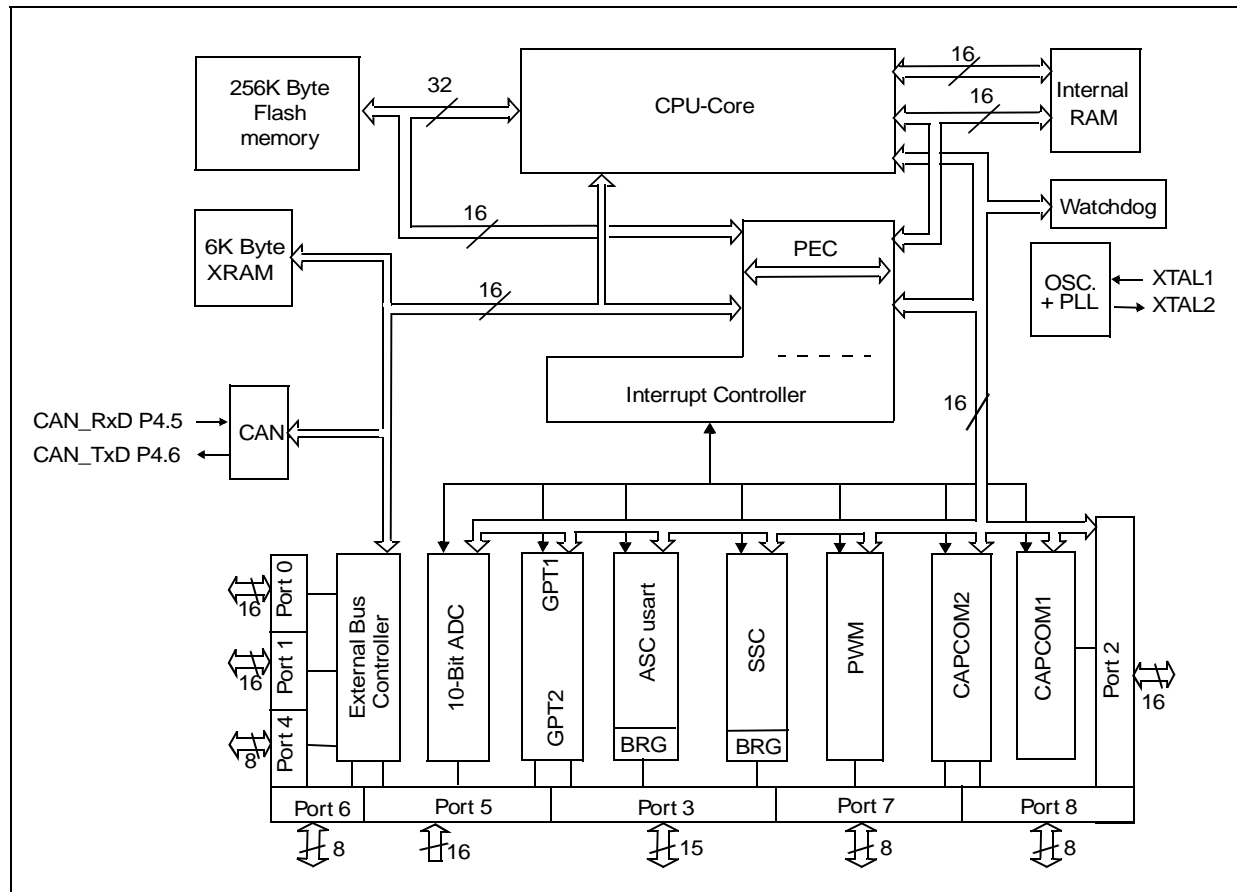 256K Byte
Flash
memory
32
CPU-Core
16
16
Internal
RAM
Watchdog
6K Byte
XRAM
16
16
PEC
OSC.
+ PLL
XTAL1
XTAL2
Interrupt Controller
16
CAN_RxD P4.5
CAN_TxD P4.6
CAN
Port 0
16
Port 1
16
Port 4
8
External Bus
Controller
10-Bit ADC
GPT1
GPT2
ASC usart
BRG
SSC
BRG
PWM
CAPCOM2
CAPCOM1
Port 2
16
Port 6
Port 5
Port 3
Port 7
Port 8
8
16
15
8
8